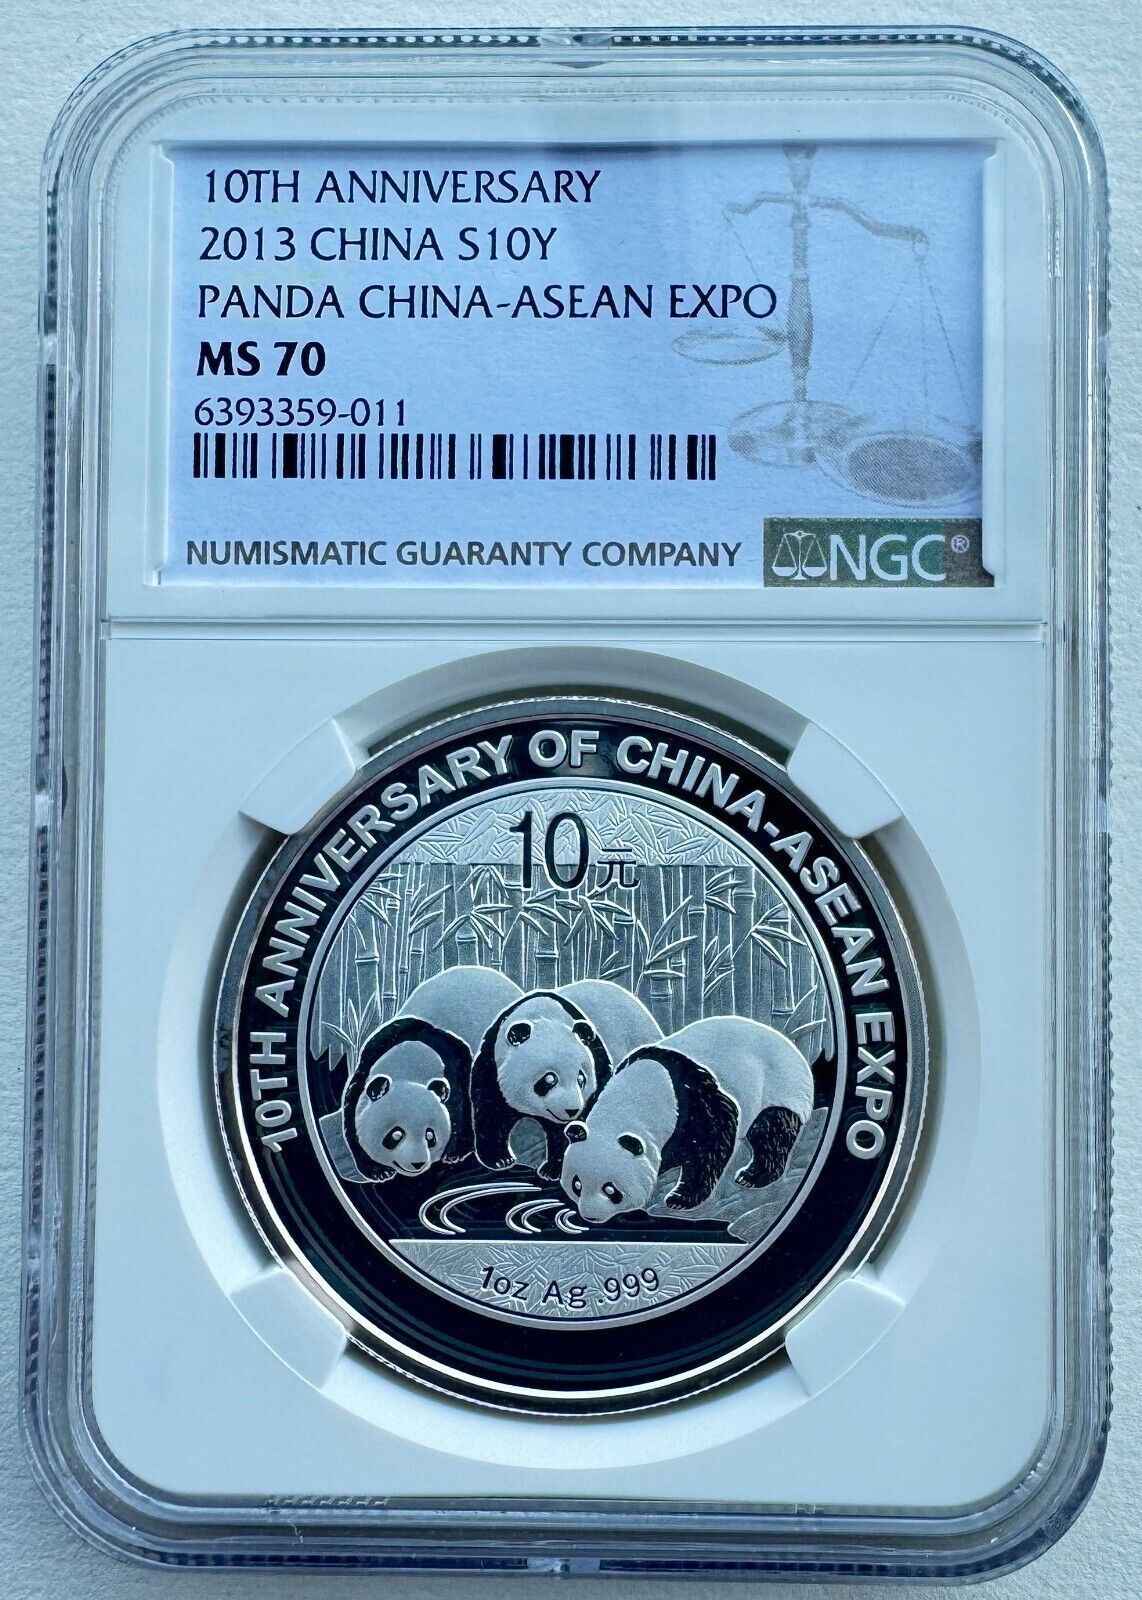 10TH ANNIVERSARY
2013 CHINA S10Y
PANDA CHINA-ASEAN EXPO
MS 70
6393359-011
NUMISMATIC GUARANTY COMPANY
NGC®
10TH ANNIVERSARY OF CHINA-ASEAN EXPO
10元
1oz Ag .999